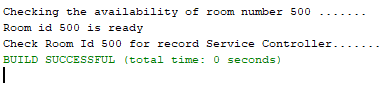 Checking the availability of room number 500 .......
Room id 500 is ready
Check Room Id 500 for record Service Controller.......
BUILD SUCCESSFUL (total time: 0 seconds)